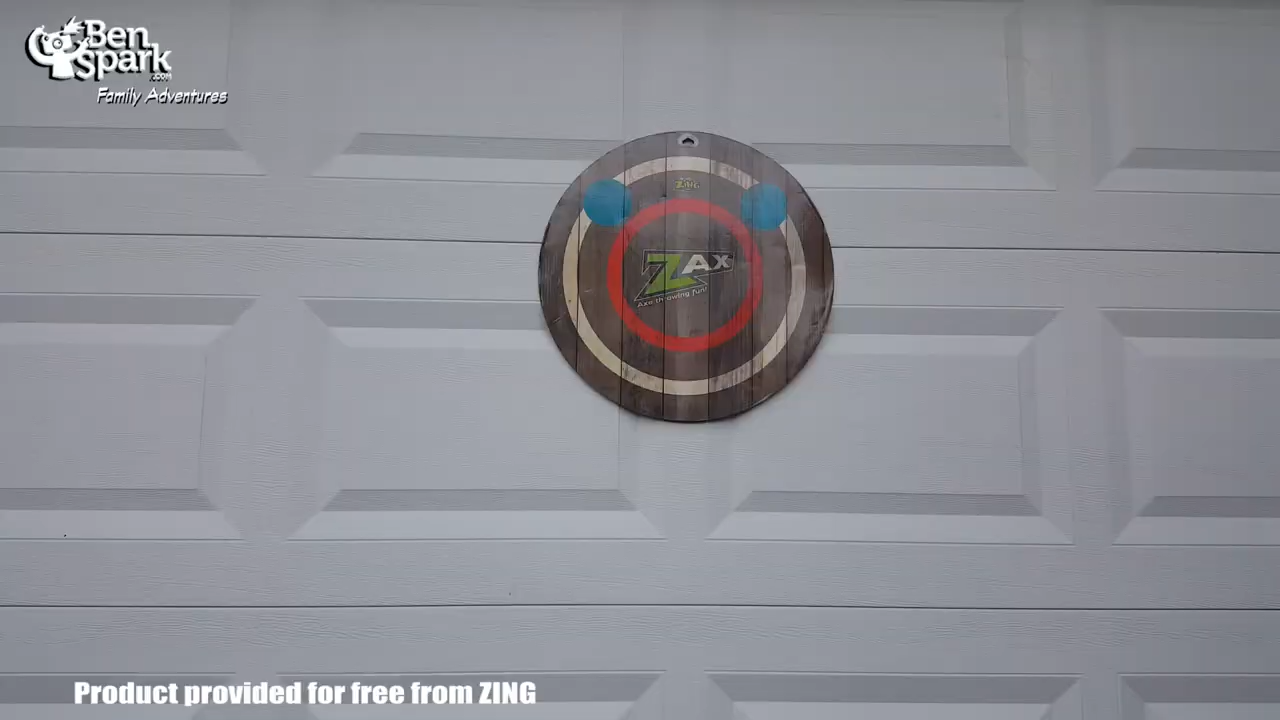 Ben
Spark
.COM
Family Adventures
ZING
ZAX
Axe throwing fun!
Product provided for free from ZING